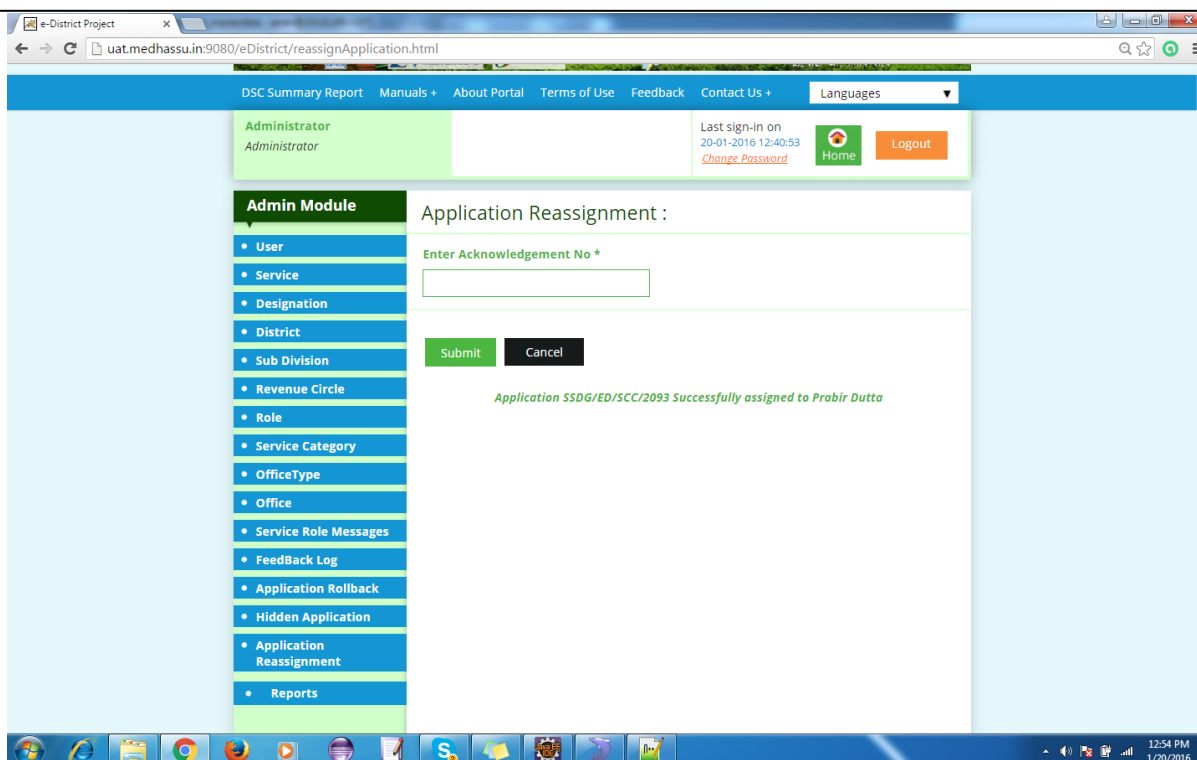 e-District Project
uat.medhassu.in:9080/eDistrict/reassignApplication.html
DSC Summary Report Manuals + About Portal Terms of Use Feedback Contact Us + Languages
Administrator
Administrator
Last sign-in on
20-01-2016 12:40:53
Change Password
Home
Logout
Admin Module
Application Reassignment :
• User
Enter Acknowledgement No *
• Service
• Designation
• District
• Sub Division
Submit Cancel
• Revenue Circle
Application SSDG/ED/SCC/2093 Successfully assigned to Prabir Dutta
• Role
• Service Category
• OfficeType
• Office
• Service Role Messages
• FeedBack Log
• Application Rollback
• Hidden Application
• Application
Reassignment
• Reports
12:54 PM
1/20/2016